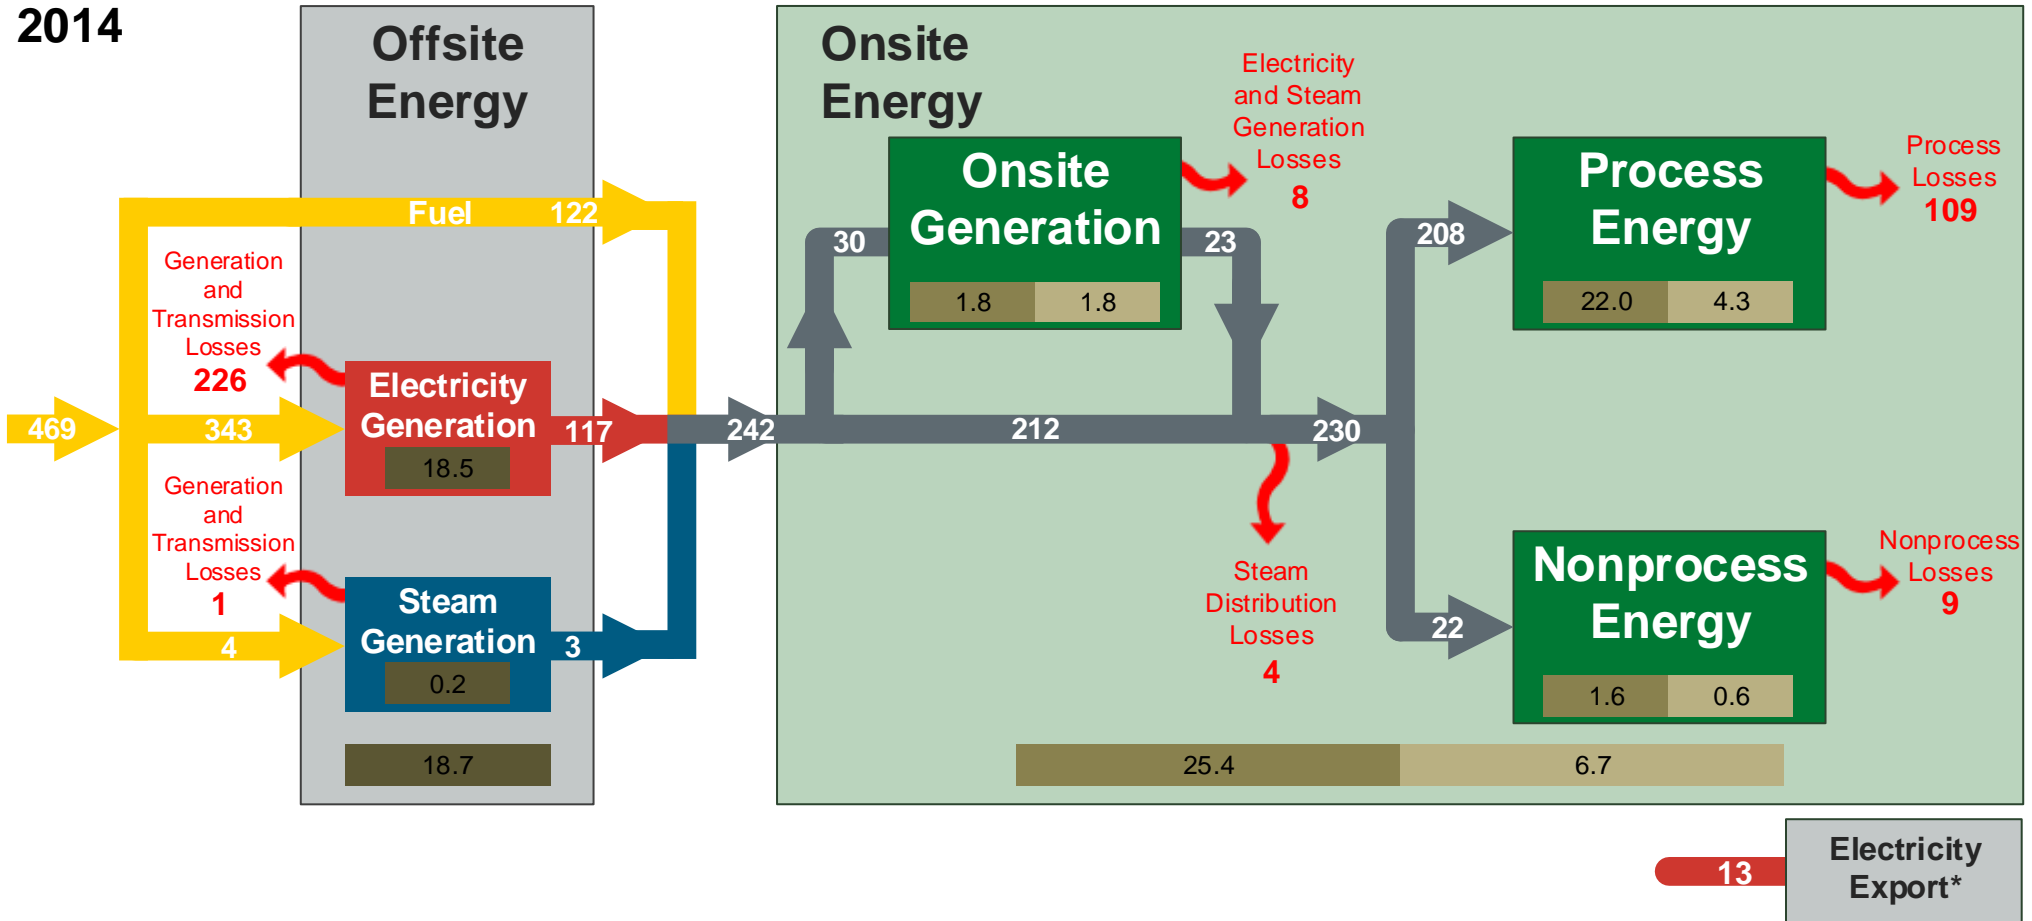 2014
Offsite
Energy
Fuel
122
Generation
and
Transmission
Losses
226
469
343
Electricity
Generation
18.5
117
Generation
and
Transmission
Losses
1
4
Steam
Generation
0.2
3
18.7
242
Onsite
Energy
30
Onsite
Generation
1.8
1.8
23
Electricity
and Steam
Generation
Losses
8
212
230
Steam
Distribution
Losses
4
208
Process
Energy
22.0
4.3
Process
Losses
109
22
Nonprocess
Energy
1.6
0.6
Nonprocess
Losses
9
25.4
6.7
13
Electricity
Export*